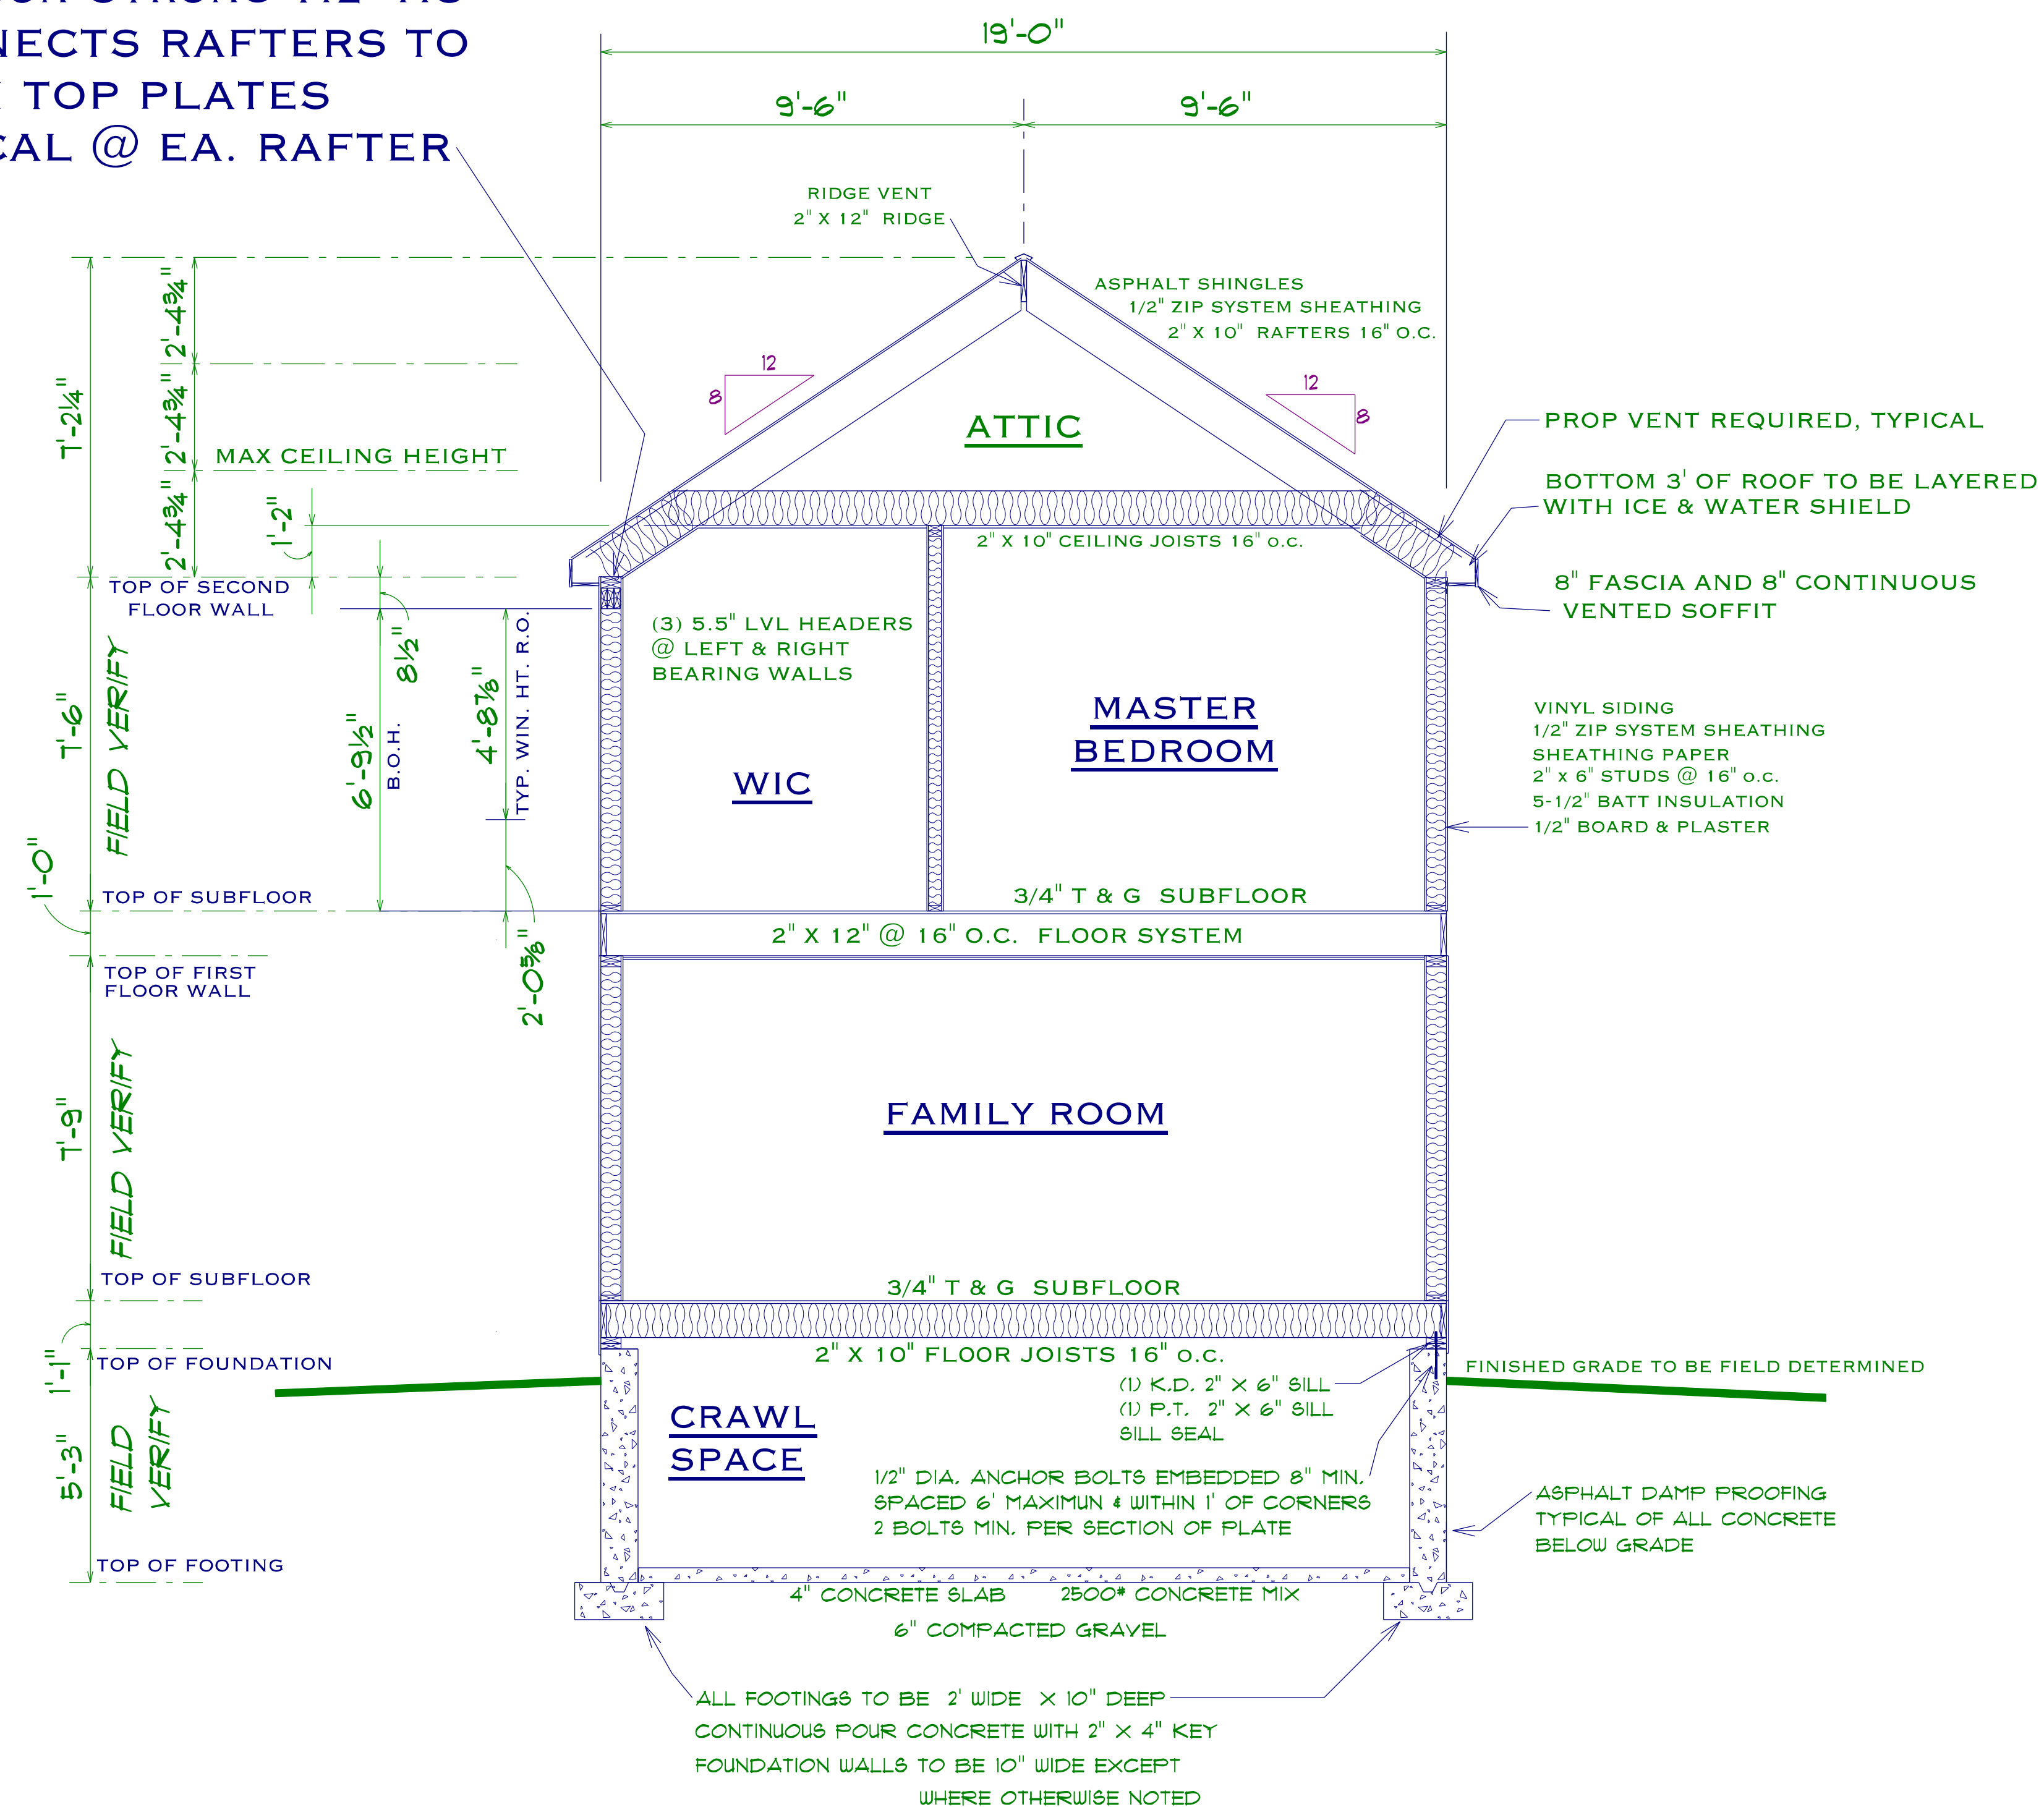 NECTS RAFTERS TO
TOP PLATES
CAL @ EA. RAFTER
19'-0"
9'-6"
9'-6"
RIDGE VENT
2" X 12" RIDGE
ASPHALT SHINGLES
1/2" ZIP SYSTEM SHEATHING
2" X 10" RAFTERS 16" O.C.
12
8
12
8
ATTIC
7'-2¼"
2'-4¾"
2'-4¾"
2'-4¾"
MAX CEILING HEIGHT
1'-2"
PROP VENT REQUIRED, TYPICAL
BOTTOM 3' OF ROOF TO BE LAYERED
WITH ICE & WATER SHIELD
8" FASCIA AND 8" CONTINUOUS
VENTED SOFFIT
2" X 10" CEILING JOISTS 16" O.C.
TOP OF SECOND
FLOOR WALL
(3) 5.5" LVL HEADERS
@ LEFT & RIGHT
BEARING WALLS
7'-6"
FIELD VERIFY
6'-9½"
B.O.H.
8½"
4'-8⅞"
TYP. WIN. HT. R.O.
2'-0⅝"
WIC
MASTER
BEDROOM
VINYL SIDING
1/2" ZIP SYSTEM SHEATHING
SHEATHING PAPER
2" X 6" STUDS @ 16" O.C.
5-1/2" BATT INSULATION
1/2" BOARD & PLASTER
1'-0"
TOP OF SUBFLOOR
3/4" T & G SUBFLOOR
2" X 12" @ 16" O.C. FLOOR SYSTEM
TOP OF FIRST
FLOOR WALL
7'-9"
FIELD VERIFY
FAMILY ROOM
TOP OF SUBFLOOR
3/4" T & G SUBFLOOR
1'-1"
TOP OF FOUNDATION
2" X 10" FLOOR JOISTS 16" O.C.
FINISHED GRADE TO BE FIELD DETERMINED
(1) K.D. 2" X 6" SILL
(1) P.T. 2" X 6" SILL
SILL SEAL
5'-3"
FIELD
VERIFY
CRAWL
SPACE
1/2" DIA. ANCHOR BOLTS EMBEDDED 8" MIN.
SPACED 6' MAXIMUN & WITHIN 1' OF CORNERS
2 BOLTS MIN. PER SECTION OF PLATE
ASPHALT DAMP PROOFING
TYPICAL OF ALL CONCRETE
BELOW GRADE
TOP OF FOOTING
4" CONCRETE SLAB 2500# CONCRETE MIX
6" COMPACTED GRAVEL
ALL FOOTINGS TO BE 2' WIDE X 10" DEEP
CONTINUOUS POUR CONCRETE WITH 2" X 4" KEY
FOUNDATION WALLS TO BE 10" WIDE EXCEPT
WHERE OTHERWISE NOTED